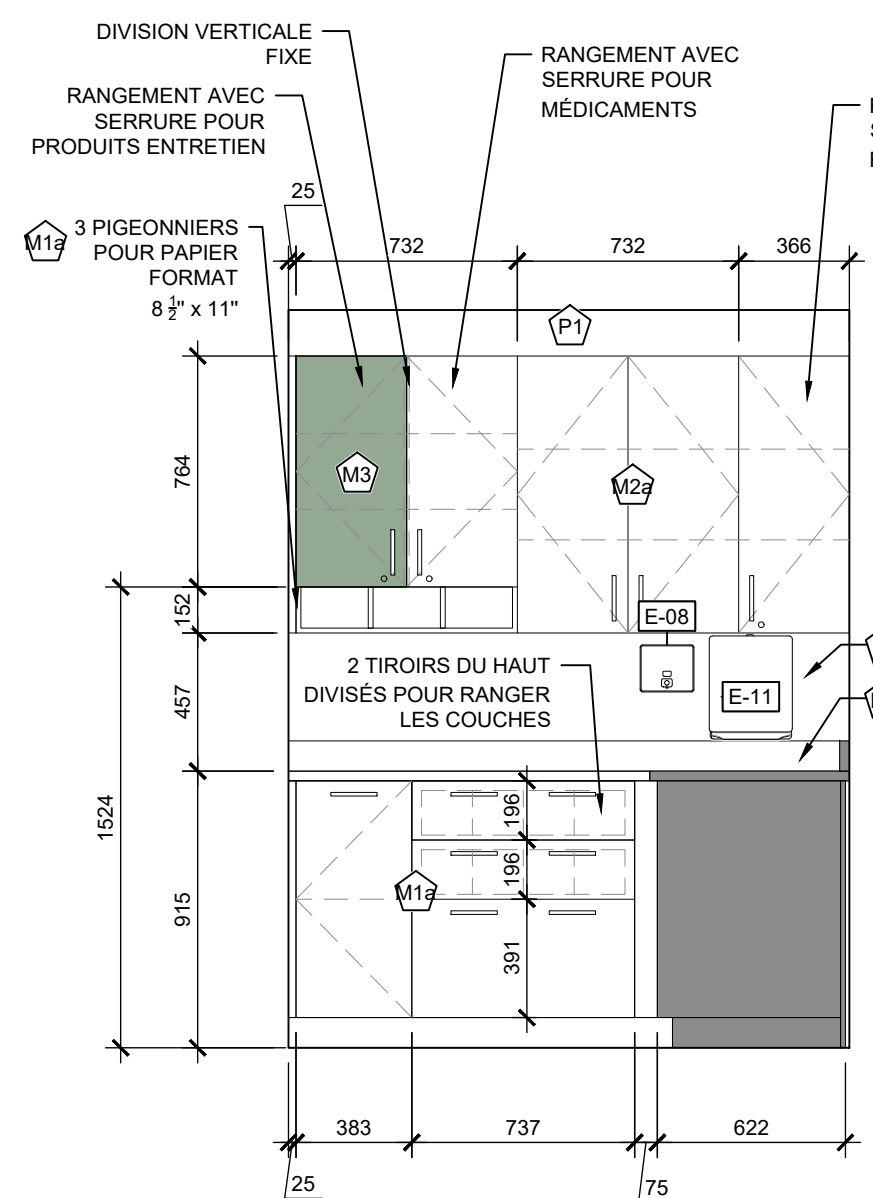 DIVISION VERTICALE
FIXE
RANGEMENT AVEC
SERRURE POUR
MÉDICAMENTS
RANGEMENT AVEC
SERRURE POUR
PRODUITS ENTRETIEN
25
M1a
3 PIGEONNIERS
POUR PAPIER
FORMAT
8 1/2" x 11"
732
732
366
P1
764
M3
M2a
152
E-08
457
2 TIROIRS DU HAUT
DIVISÉS POUR RANGER
LES COUCHES
E-11
1524
915
196
196
M1a
391
383
737
622
25
75